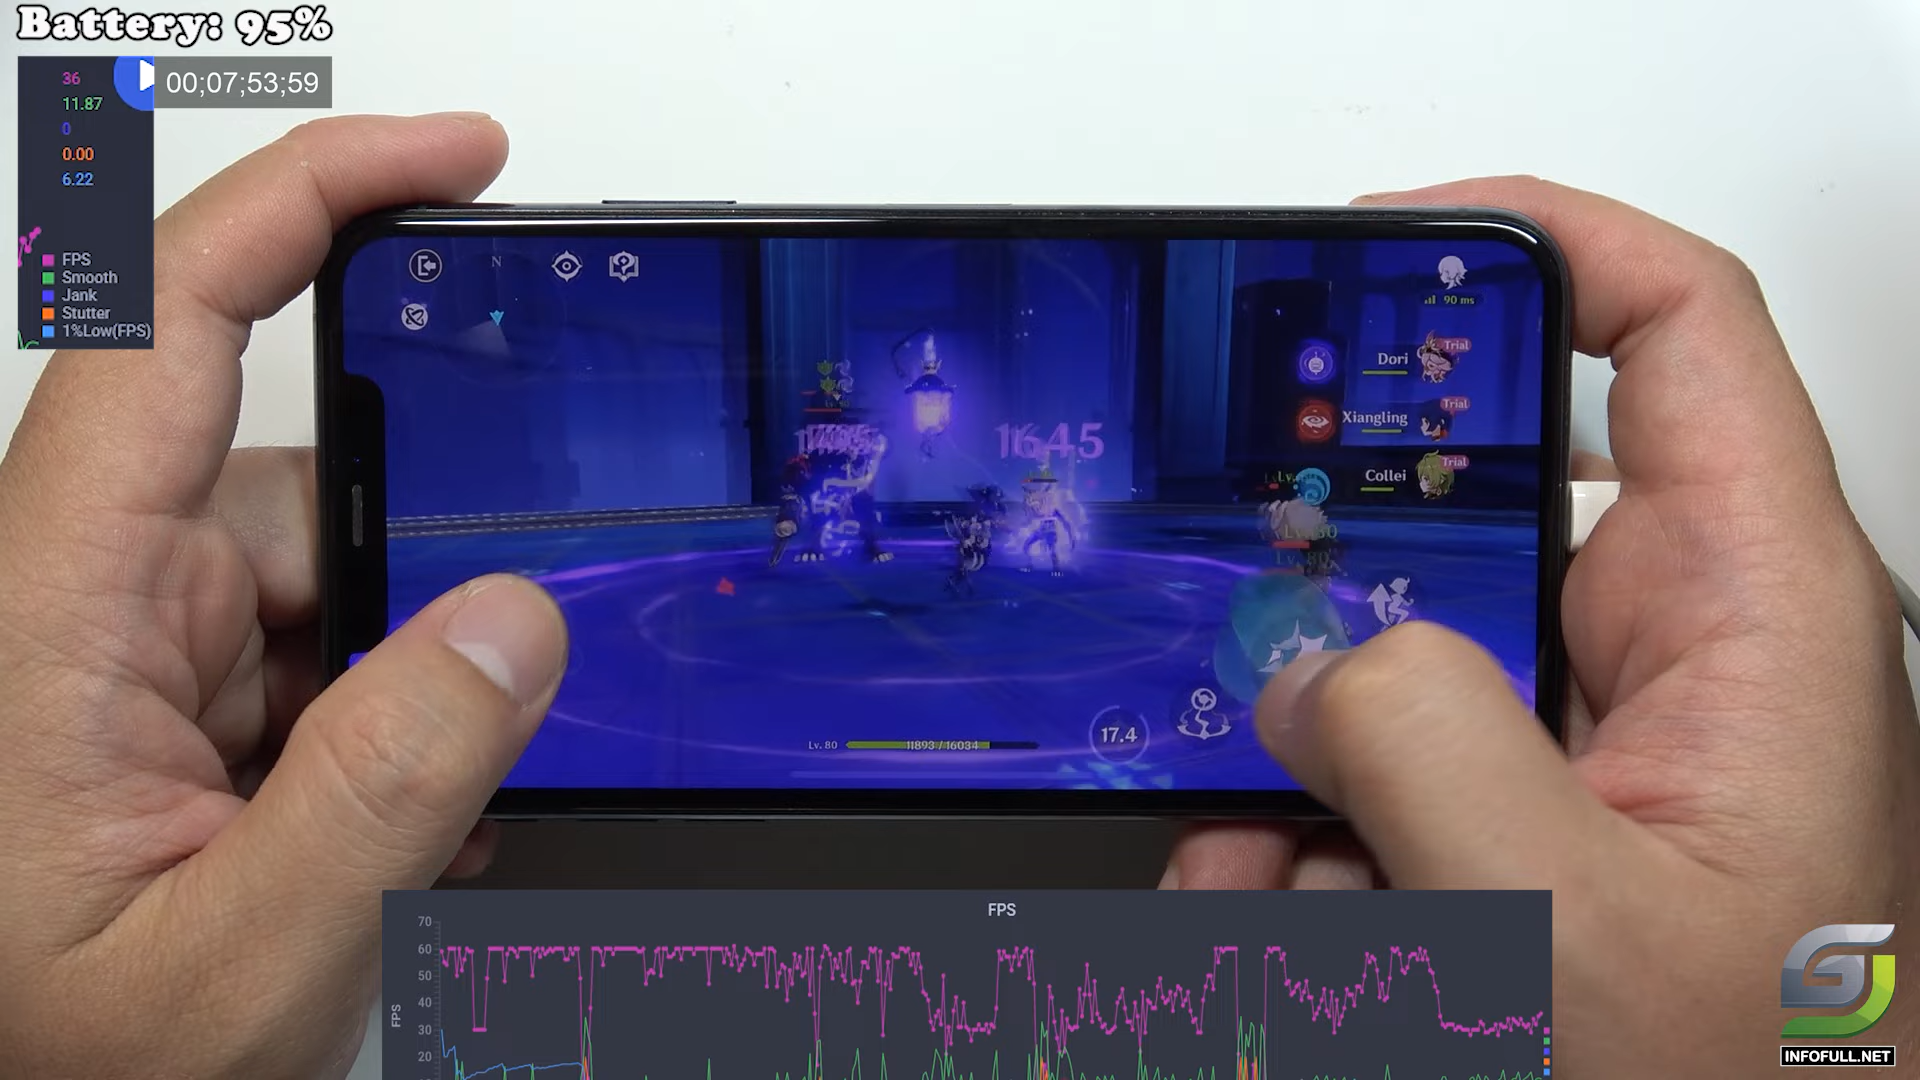 Battery: 95%
36
00;07;53;59
11.87
0
0.00
6.22
FPS
Smooth
Jank
Stutter
1%Low(FPS)
N
90 ms
Dori
Trial
Xiangling
Trial
Collei
Trial
1645
Lv. 80
11893 / 16034
17.4
FPS
70
60
50
40
30
20
FPS
INFOFULL.NET